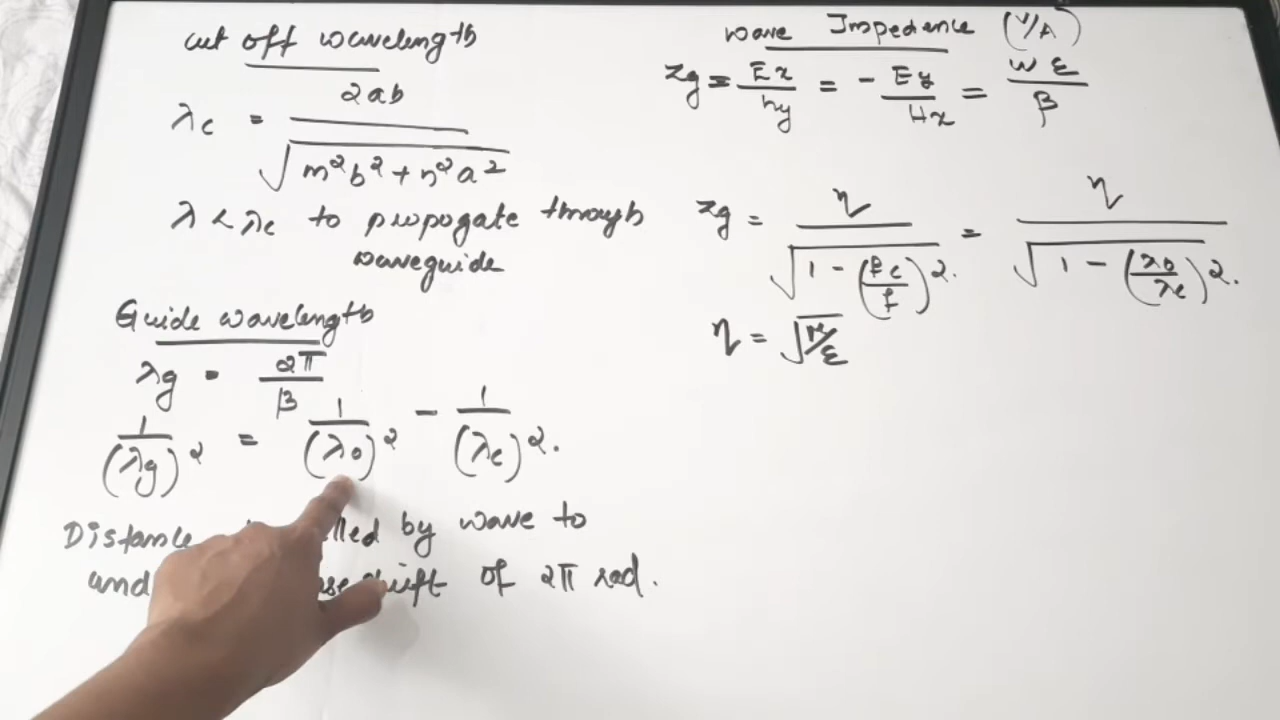 cut off wavelength
λc = 2ab / √(m²b² + n²a²)
λ < λc to propogate through
waveguide
Guide wavelength
λg = 2π / β
1/(λg)² = 1/(λo)² - 1/(λc)².
Distance by wave to
of 2π rad.
Wave Impedence (V/A)
Zg = Ex/hy = - Ey/Hx = Wε/β
Zg = η / √(1 - (fc/f)²). = η / √(1 - (λo/λc)²).
η = √(μ/ε)